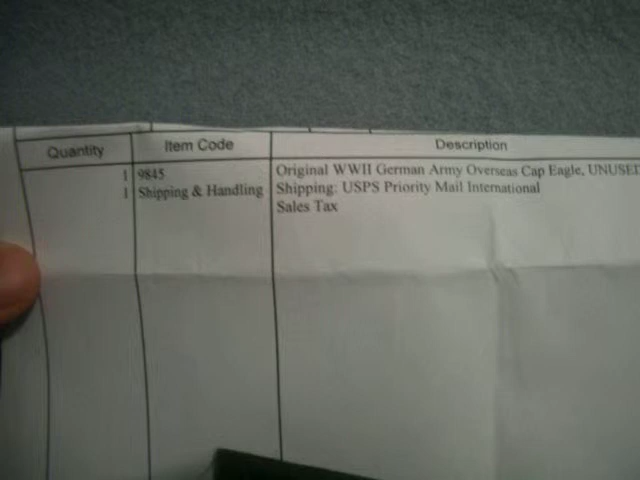 Quantity Item Code Description
1 9845 Original WWII German Army Overseas Cap Eagle, UNUSED
1 Shipping & Handling Shipping: USPS Priority Mail International
Sales Tax